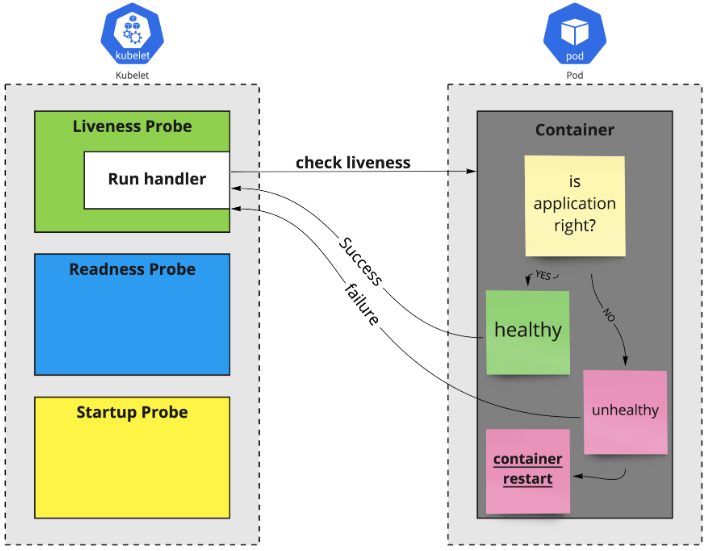 kubelet
Kubelet
pod
Pod
Liveness Probe
Run handler
check liveness
Container
is
application
right?
YES
NO
Success
failure
healthy
unhealthy
container
restart
Readness Probe
Startup Probe